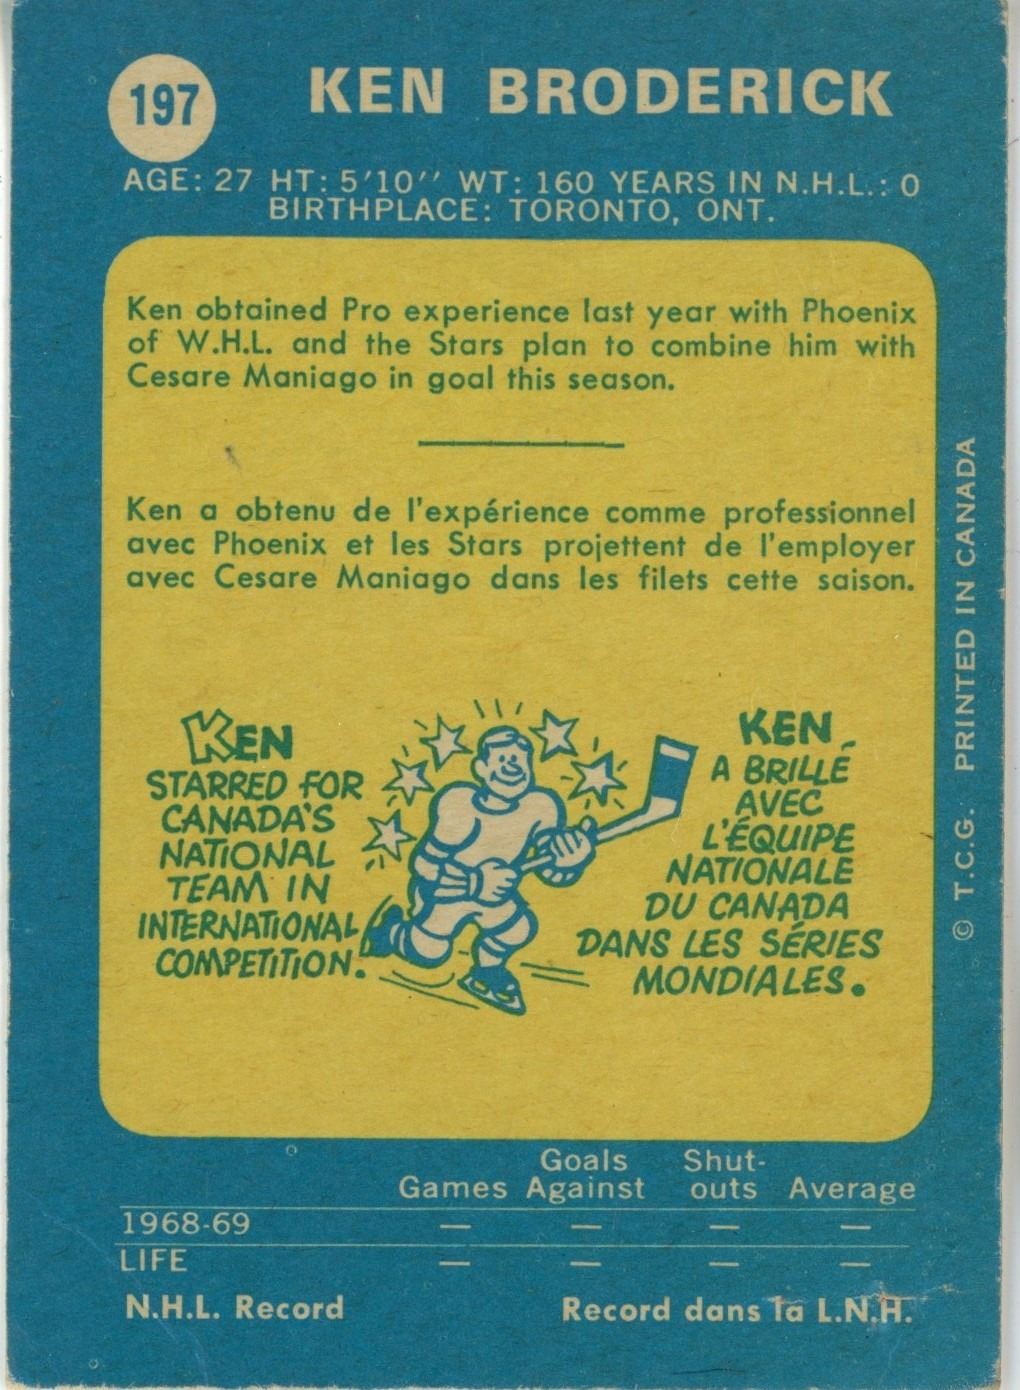 197
KEN BRODERICK
AGE: 27 HT: 5'10'' WT: 160 YEARS IN N.H.L.: 0
BIRTHPLACE: TORONTO, ONT.
Ken obtained Pro experience last year with Phoenix
of W.H.L. and the Stars plan to combine him with
Cesare Maniago in goal this season.
Ken a obtenu de l'expérience comme professionnel
avec Phoenix et les Stars projettent de l'employer
avec Cesare Maniago dans les filets cette saison.
KEN
STARRED FOR
CANADA'S
NATIONAL
TEAM IN
INTERNATIONAL
COMPETITION.
KEN
A BRILLÉ
AVEC
L'ÉQUIPE
NATIONALE
DU CANADA
DANS LES SÉRIES
MONDIALES.
© T.C.G. PRINTED IN CANADA
Goals Shut-
Games Against outs Average
1968-69 — — — —
LIFE — — — —
N.H.L. Record Record dans la L.N.H.